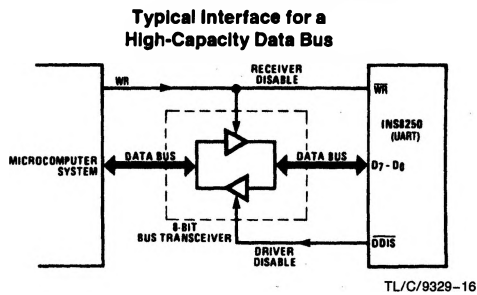 Typical Interface for a
High-Capacity Data Bus
WR
RECEIVER
DISABLE
WR
INS8250
(UART)
MICROCOMPUTER
SYSTEM
DATA BUS
DATA BUS
D7 - D0
8-BIT
BUS TRANSCEIVER
DRIVER
DISABLE
DDIS
TL/C/9329-16